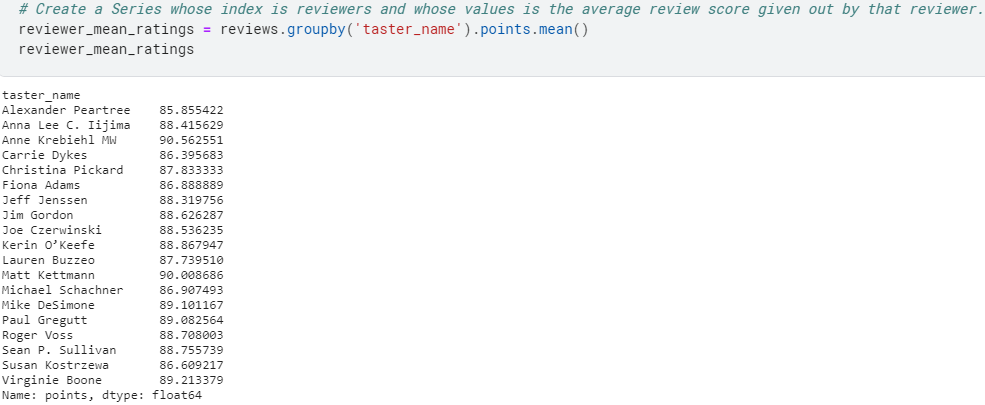 # Create a Series whose index is reviewers and whose values is the average review score given out by that reviewer.
reviewer_mean_ratings = reviews.groupby('taster_name').points.mean()
reviewer_mean_ratings
taster_name
Alexander Peartree    85.855422
Anna Lee C. Iijima    88.415629
Anne Krebiehl MW      90.562551
Carrie Dykes          86.395683
Christina Pickard     87.833333
Fiona Adams           86.888889
Jeff Jenssen          88.319756
Jim Gordon            88.626287
Joe Czerwinski        88.536235
Kerin O’Keefe         88.867947
Lauren Buzzeo         87.739510
Matt Kettmann         90.008686
Michael Schachner     86.907493
Mike DeSimone         89.101167
Paul Gregutt          89.082564
Roger Voss            88.708003
Sean P. Sullivan      88.755739
Susan Kostrzewa       86.609217
Virginie Boone        89.213379
Name: points, dtype: float64